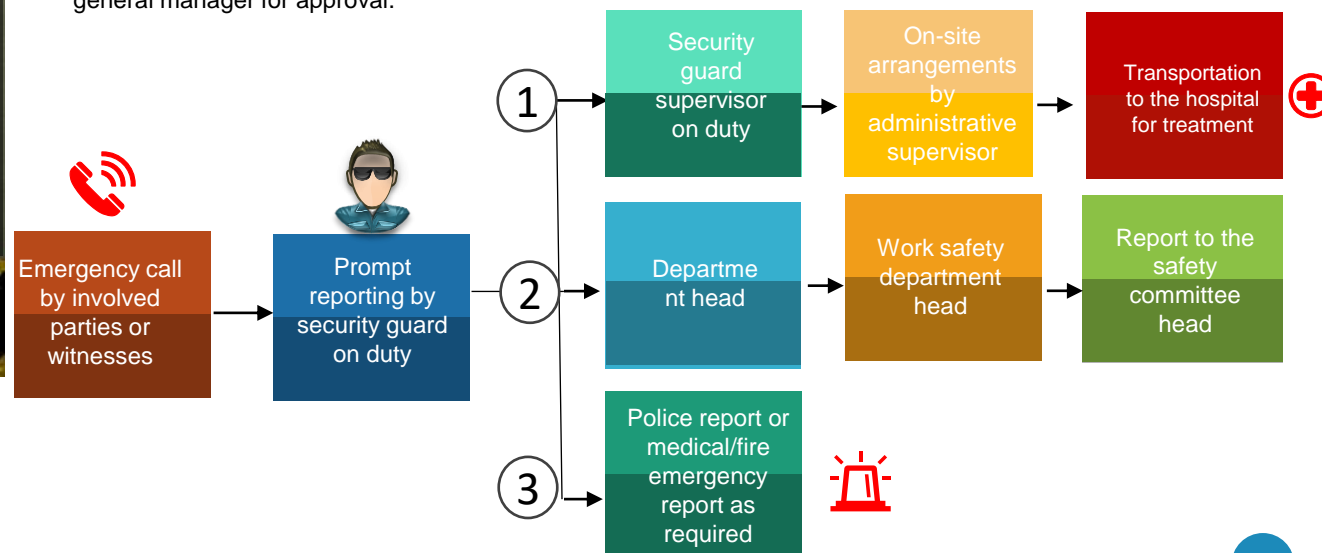 general manager for approval.
Emergency call
by involved
parties or
witnesses
Prompt
reporting by
security guard
on duty
1
Security
guard
supervisor
on duty
On-site
arrangements
by
administrative
supervisor
Transportation
to the hospital
for treatment
2
Departme
nt head
Work safety
department
head
Report to the
safety
committee
head
3
Police report or
medical/fire
emergency
report as
required